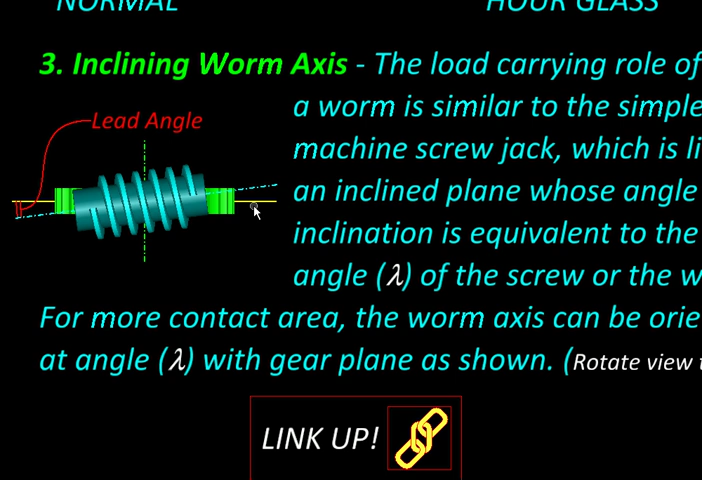 NORMAL HOUR GLASS
3. Inclining Worm Axis - The load carrying role of
Lead Angle
a worm is similar to the simple
machine screw jack, which is li
an inclined plane whose angle
inclination is equivalent to the
angle (λ) of the screw or the w
For more contact area, the worm axis can be orie
at angle (λ) with gear plane as shown. (Rotate view t
LINK UP!